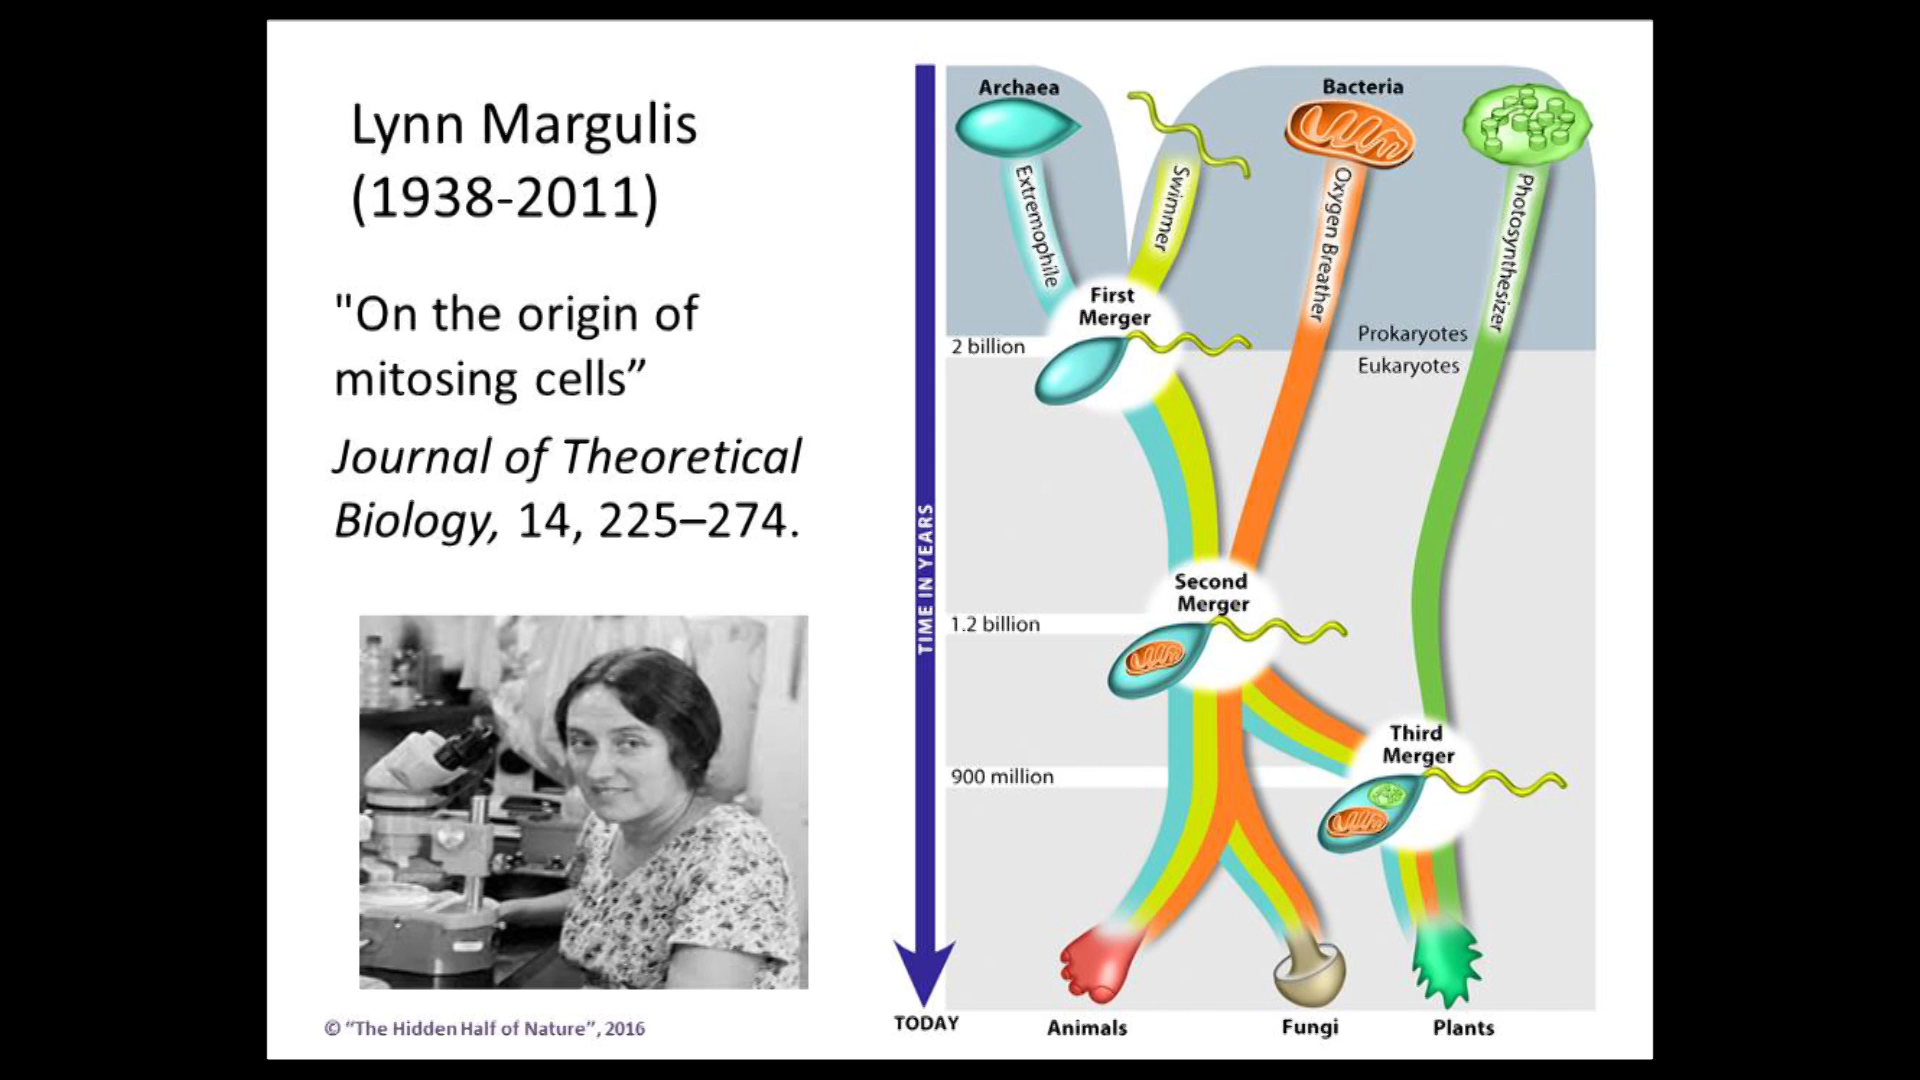 Lynn Margulis
(1938-2011)
"On the origin of
mitosing cells”
Journal of Theoretical
Biology, 14, 225–274.
© “The Hidden Half of Nature”, 2016
TIME IN YEARS
TODAY
Archaea
Bacteria
Extremophile
Swimmer
Oxygen Breather
Photosynthesizer
First
Merger
Prokaryotes
2 billion
Eukaryotes
Second
Merger
1.2 billion
Third
Merger
900 million
Animals
Fungi
Plants